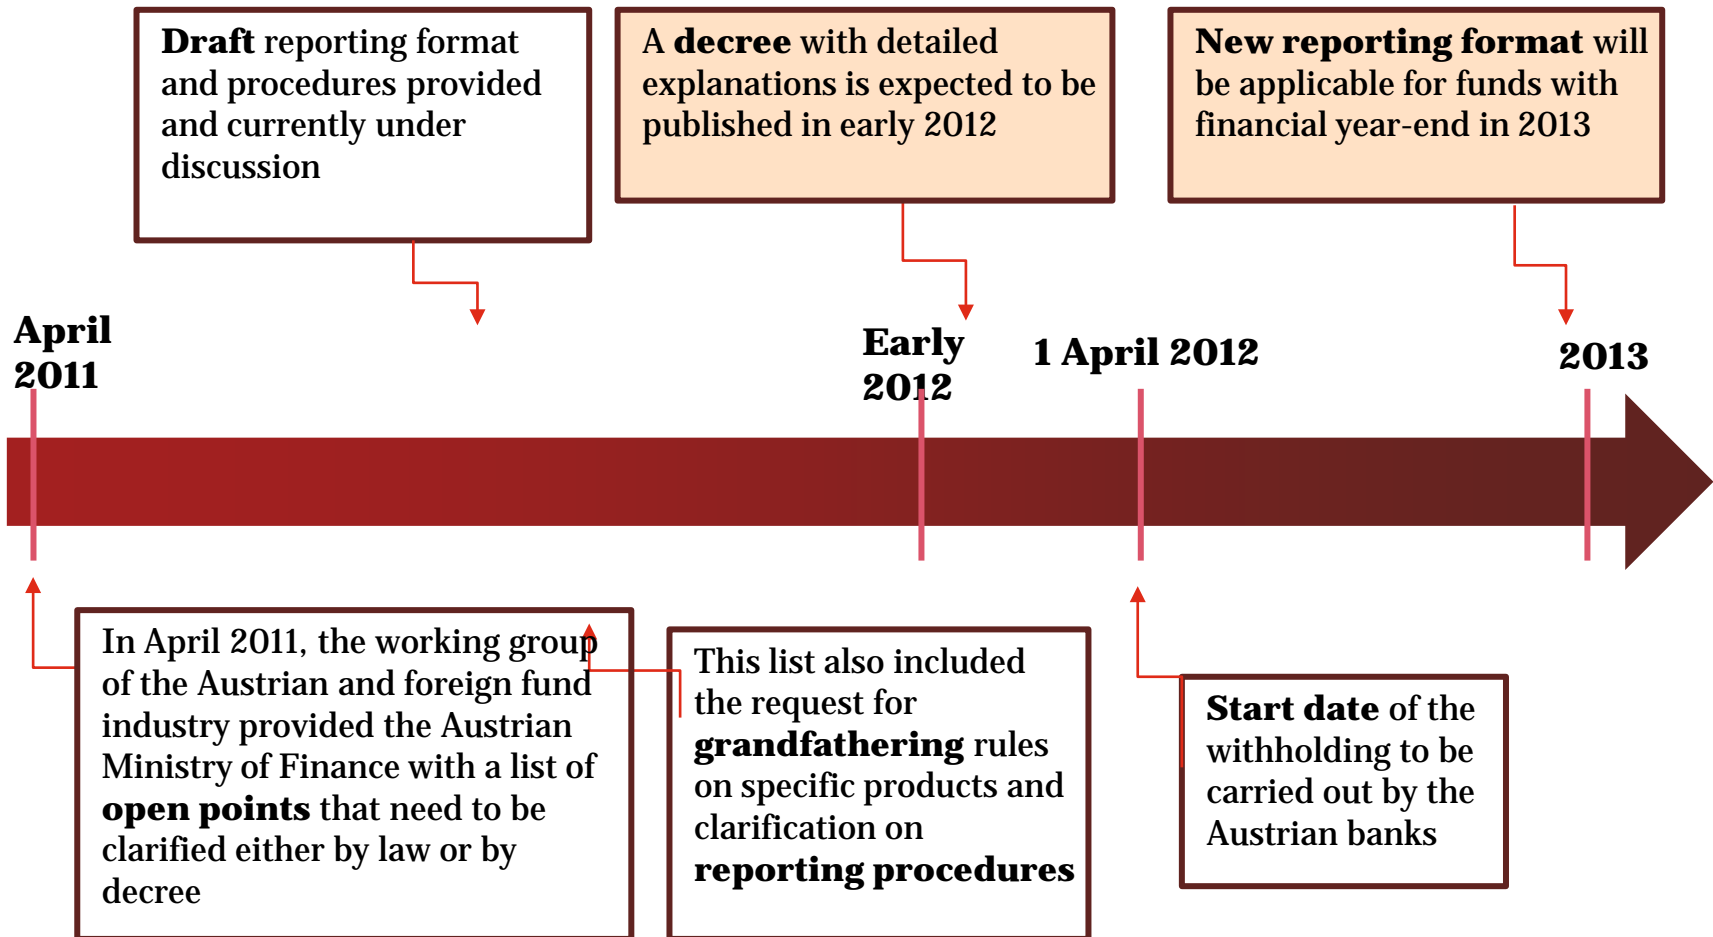 Draft reporting format
and procedures provided
and currently under
discussion
A decree with detailed
explanations is expected to be
published in early 2012
New reporting format will
be applicable for funds with
financial year-end in 2013
April
2011
Early
2012
1 April 2012
2013
In April 2011, the working group
of the Austrian and foreign fund
industry provided the Austrian
Ministry of Finance with a list of
open points that need to be
clarified either by law or by
decree
This list also included
the request for
grandfathering rules
on specific products and
clarification on
reporting procedures
Start date of the
withholding to be
carried out by the
Austrian banks